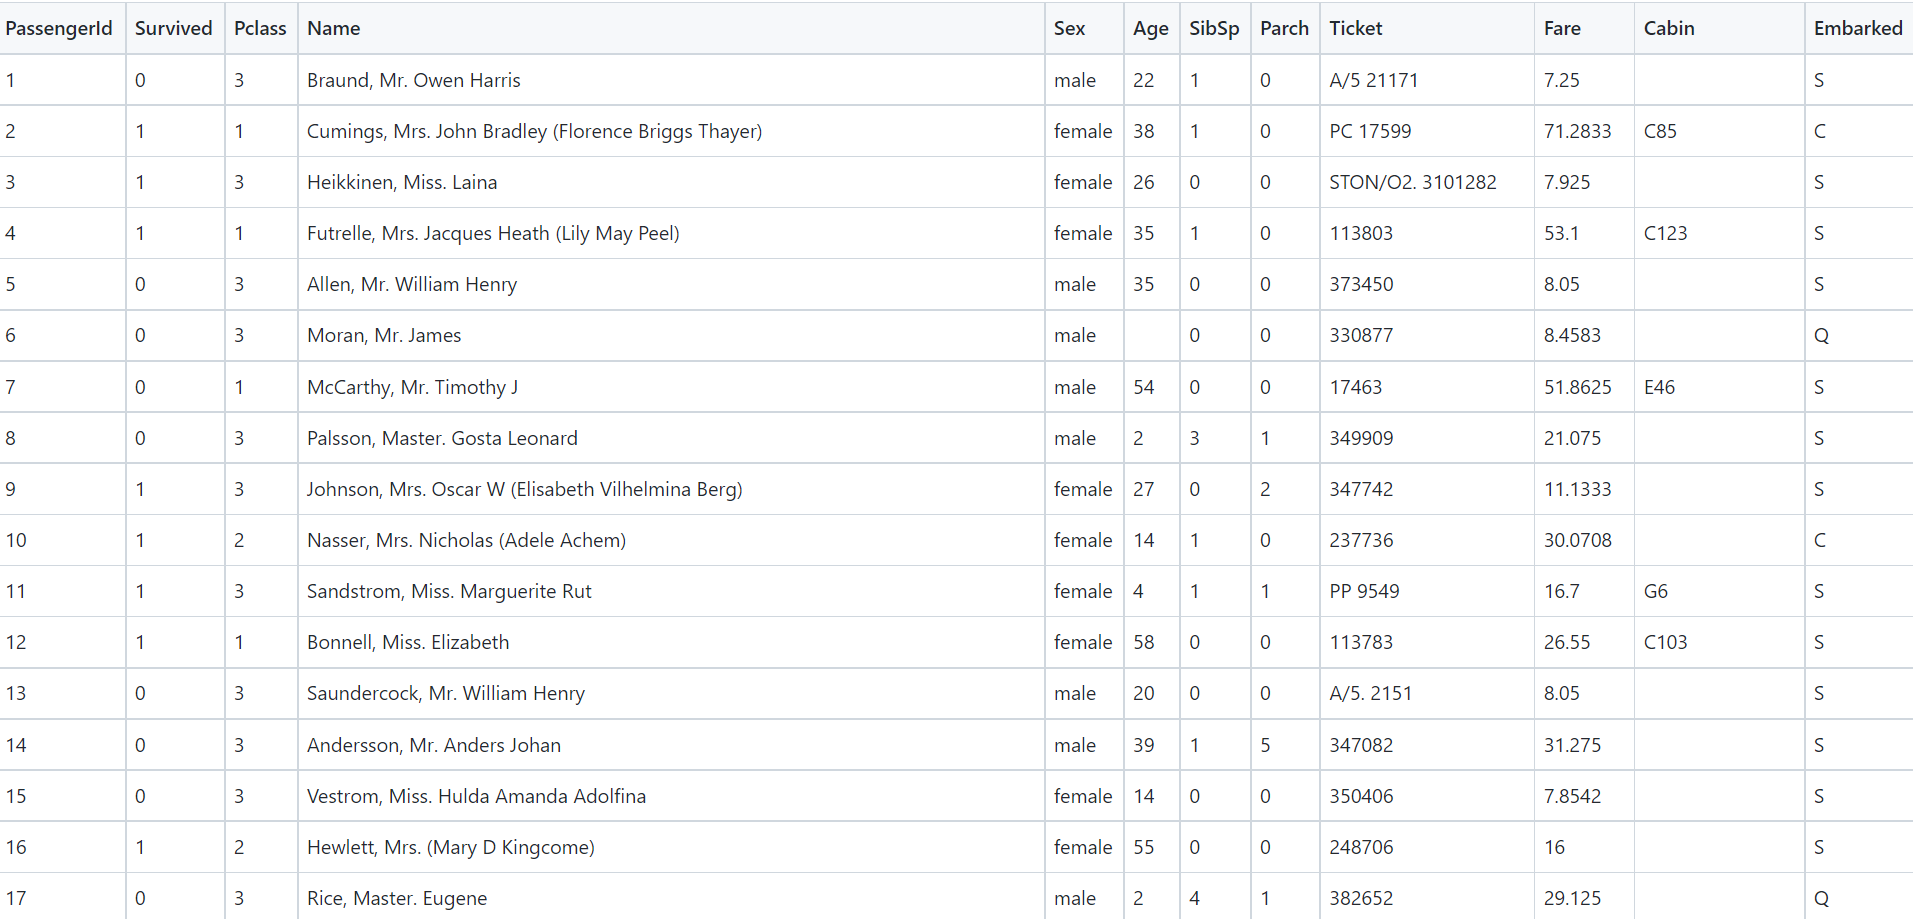 PassengerId Survived Pclass Name Sex Age SibSp Parch Ticket Fare Cabin Embarked
1 0 3 Braund, Mr. Owen Harris male 22 1 0 A/5 21171 7.25 S
2 1 1 Cumings, Mrs. John Bradley (Florence Briggs Thayer) female 38 1 0 PC 17599 71.2833 C85 C
3 1 3 Heikkinen, Miss. Laina female 26 0 0 STON/O2. 3101282 7.925 S
4 1 1 Futrelle, Mrs. Jacques Heath (Lily May Peel) female 35 1 0 113803 53.1 C123 S
5 0 3 Allen, Mr. William Henry male 35 0 0 373450 8.05 S
6 0 3 Moran, Mr. James male 0 0 330877 8.4583 Q
7 0 1 McCarthy, Mr. Timothy J male 54 0 0 17463 51.8625 E46 S
8 0 3 Palsson, Master. Gosta Leonard male 2 3 1 349909 21.075 S
9 1 3 Johnson, Mrs. Oscar W (Elisabeth Vilhelmina Berg) female 27 0 2 347742 11.1333 S
10 1 2 Nasser, Mrs. Nicholas (Adele Achem) female 14 1 0 237736 30.0708 C
11 1 3 Sandstrom, Miss. Marguerite Rut female 4 1 1 PP 9549 16.7 G6 S
12 1 1 Bonnell, Miss. Elizabeth female 58 0 0 113783 26.55 C103 S
13 0 3 Saundercock, Mr. William Henry male 20 0 0 A/5. 2151 8.05 S
14 0 3 Andersson, Mr. Anders Johan male 39 1 5 347082 31.275 S
15 0 3 Vestrom, Miss. Hulda Amanda Adolfina female 14 0 0 350406 7.8542 S
16 1 2 Hewlett, Mrs. (Mary D Kingcome) female 55 0 0 248706 16 S
17 0 3 Rice, Master. Eugene male 2 4 1 382652 29.125 Q